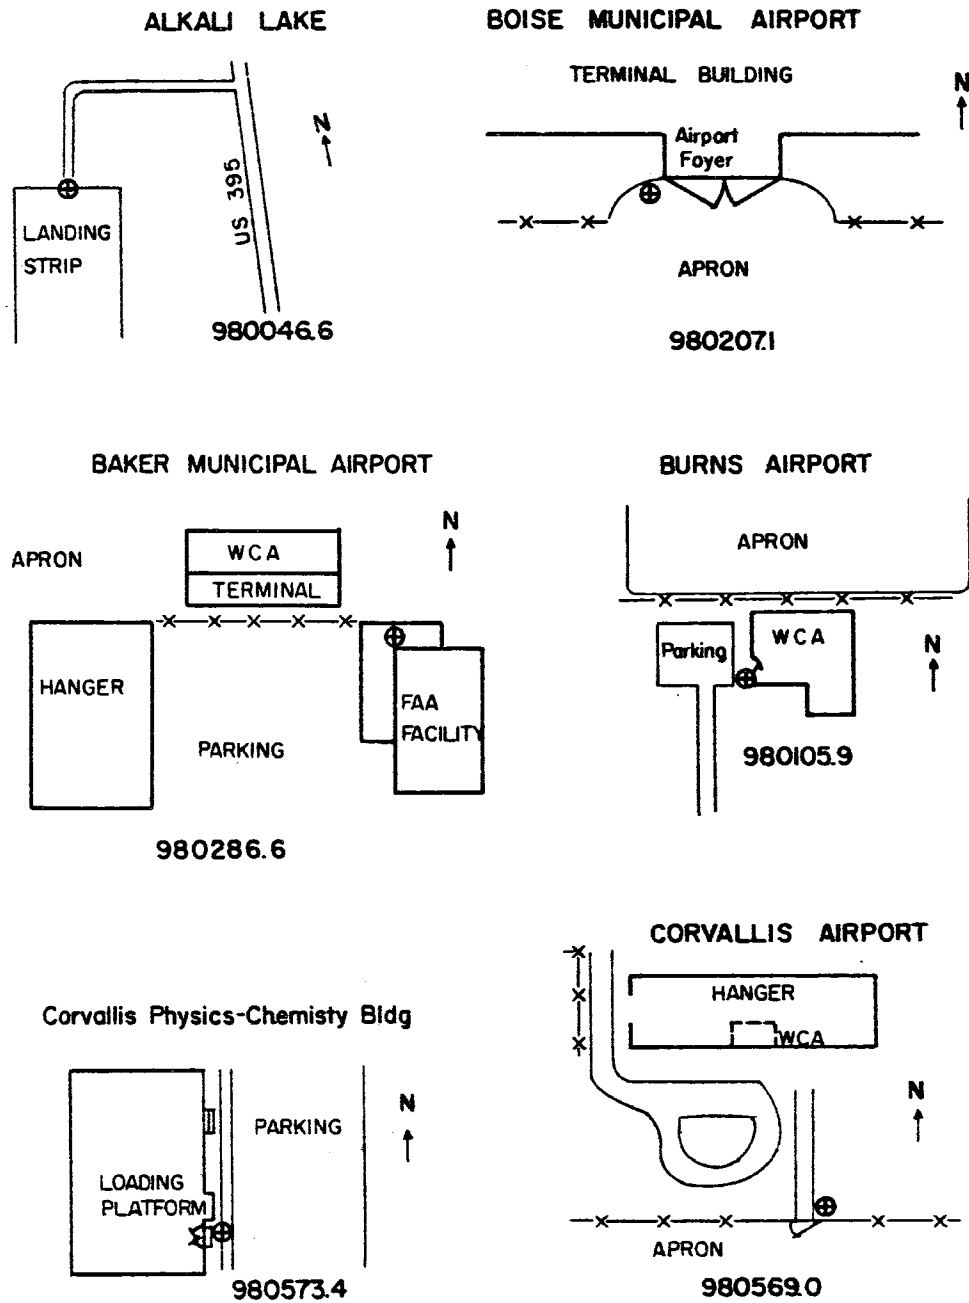 ALKALI LAKE
N
US 395
LANDING
STRIP
980046.6
BOISE MUNICIPAL AIRPORT
TERMINAL BUILDING
N
Airport
Foyer
APRON
980207.1
BAKER MUNICIPAL AIRPORT
N
APRON
WCA
TERMINAL
HANGER
FAA
FACILITY
PARKING
980286.6
BURNS AIRPORT
APRON
Parking
WCA
N
980105.9
Corvallis Physics-Chemisty Bldg
N
PARKING
LOADING
PLATFORM
980573.4
CORVALLIS AIRPORT
HANGER
WCA
N
APRON
980569.0